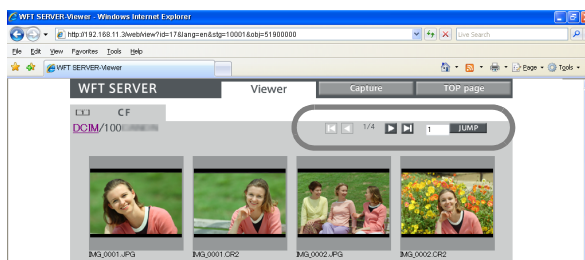 WFT SERVER-Viewer - Windows Internet Explorer
http://192.168.11.3/web/view?id=17&lang=en&stg=10001&obj=51900000
Live Search
File Edit View Favorites Tools Help
WFT SERVER-Viewer
Page Tools
WFT SERVER Viewer Capture TOP page
CF
DCIM/100
1/4 1 JUMP
IMG_0001.JPG IMG_0001.CR2 IMG_0002.JPG IMG_0002.CR2